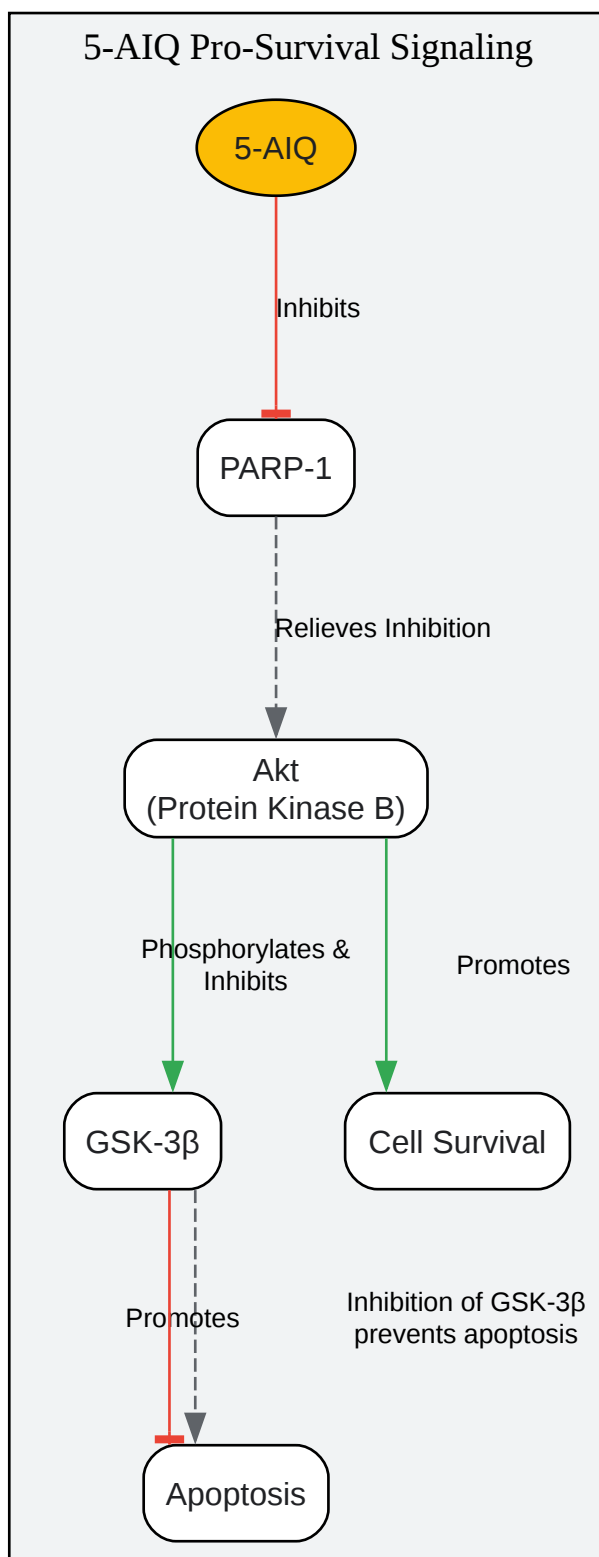 5-AIQ Pro-Survival Signaling
5-AIQ
Inhibits
PARP-1
Relieves Inhibition
Akt
(Protein Kinase B)
Phosphorylates &
Inhibits
Promotes
GSK-3β
Cell Survival
Promotes
Inhibition of GSK-3β
prevents apoptosis
Apoptosis